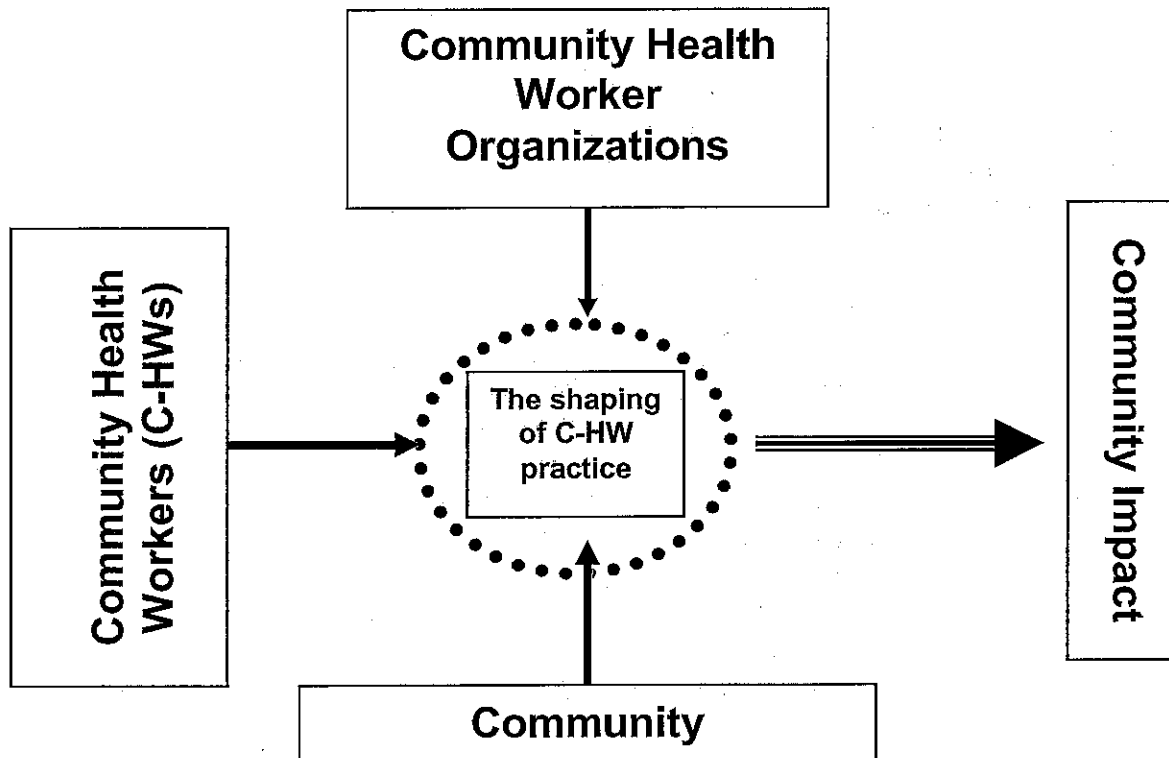 Community Health
Worker
Organizations
Community Health
Workers (C-HWs)
The shaping
of C-HW
practice
Community Impact
Community